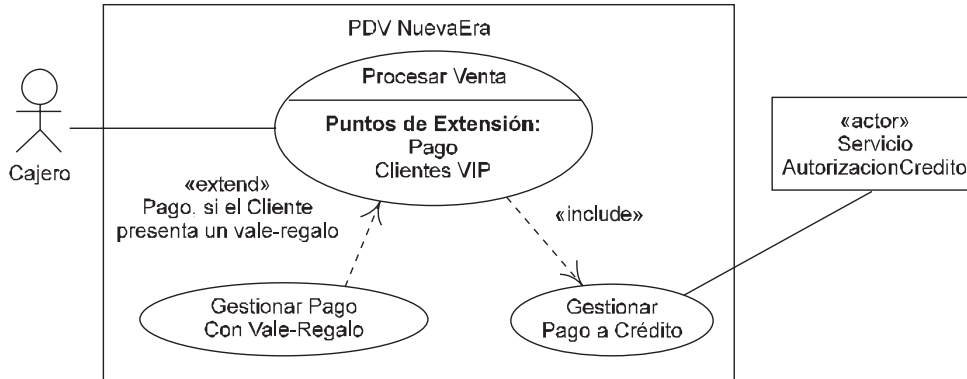 PDV NuevaEra
Procesar Venta
Puntos de Extensión:
Pago
Clientes VIP
Cajero
«actor»
Servicio
AutorizacionCredito
«extend»
Pago. si el Cliente
presenta un vale-regalo
«include»
Gestionar Pago
Con Vale-Regalo
Gestionar
Pago a Crédito